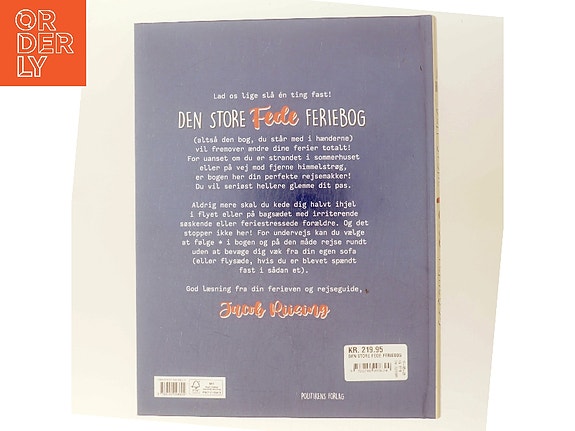 ORDERLY
Lad os lige slå én ting fast!
DEN STORE Fede FERIEBOG
(altså den bog, du står med i hænderne)
vil fremover ændre dine ferier totalt!
For uanset om du er strandet i sommerhuset
eller på vej mod fjerne himmelstrøg,
er bogen her din perfekte rejsemakker!
Du vil seriøst hellere glemme dit pas.
Aldrig mere skal du kede dig halvt ihjel
i flyet eller på bagsædet med irriterende
søskende eller feriestressede forældre. Og det
stopper ikke her! For undervejs kan du vælge
at følge * i bogen og på den måde rejse rundt
uden at bevæge dig væk fra din egen sofa
(eller flysæde, hvis du er blevet spændt
fast i sådan et).
God læsning fra din ferieven og rejseguide,
Jacob Riising
KR. 219.95
DEN STORE FEDE FERIEBOG
FSC
POLITIKENS FORLAG